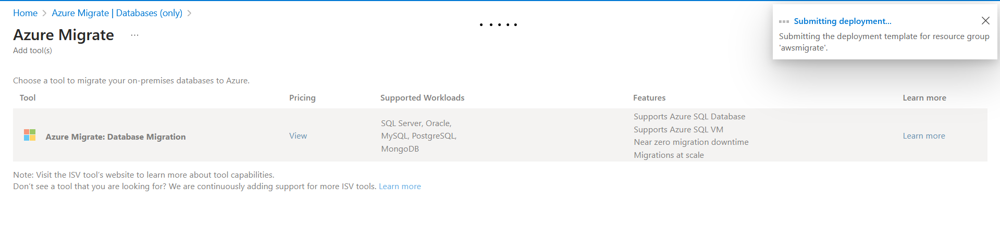 Home > Azure Migrate | Databases (only) >
Azure Migrate ...
Add tool(s)
Submitting deployment...
Submitting the deployment template for resource group
'awsmigrate'.
Choose a tool to migrate your on-premises databases to Azure.
Tool Pricing Supported Workloads Features Learn more
Azure Migrate: Database Migration
View
SQL Server, Oracle,
MySQL, PostgreSQL,
MongoDB
Supports Azure SQL Database
Supports Azure SQL VM
Near zero migration downtime
Migrations at scale
Learn more
Note: Visit the ISV tool's website to learn more about tool capabilities.
Don't see a tool that you are looking for? We are continuously adding support for more ISV tools. Learn more